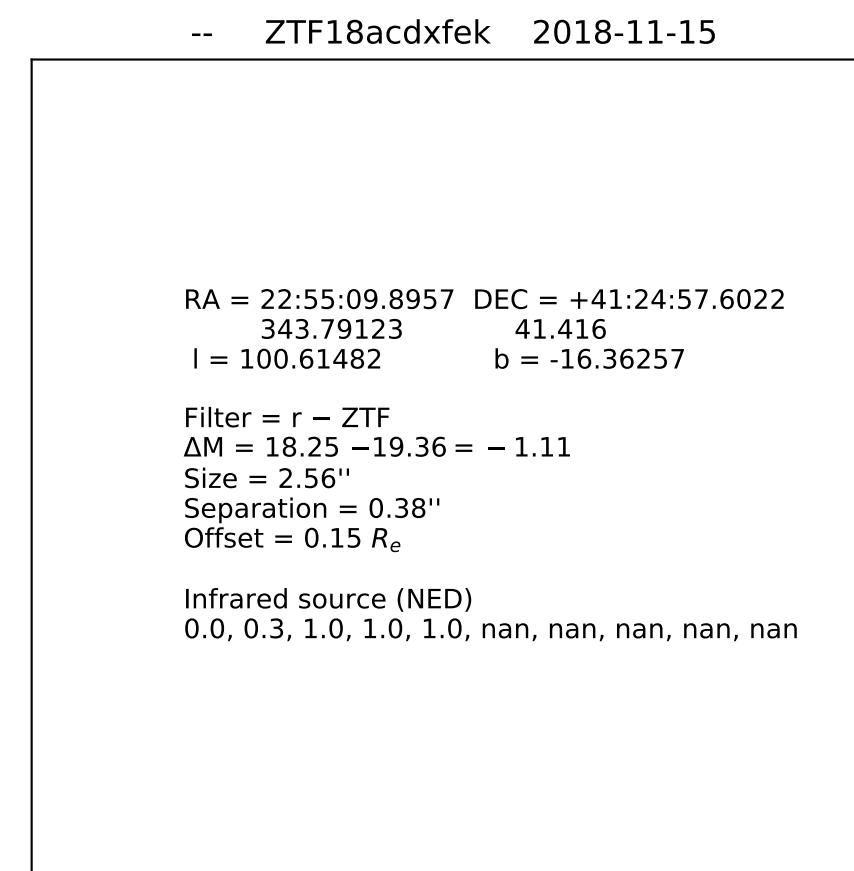 -- ZTF18acdxfek 2018-11-15
RA = 22:55:09.8957 DEC = +41:24:57.6022
343.79123 41.416
l = 100.61482 b = -16.36257
Filter = r − ZTF
ΔM = 18.25 −19.36 = − 1.11
Size = 2.56''
Separation = 0.38''
Offset = 0.15 Re
Infrared source (NED)
0.0, 0.3, 1.0, 1.0, 1.0, nan, nan, nan, nan, nan